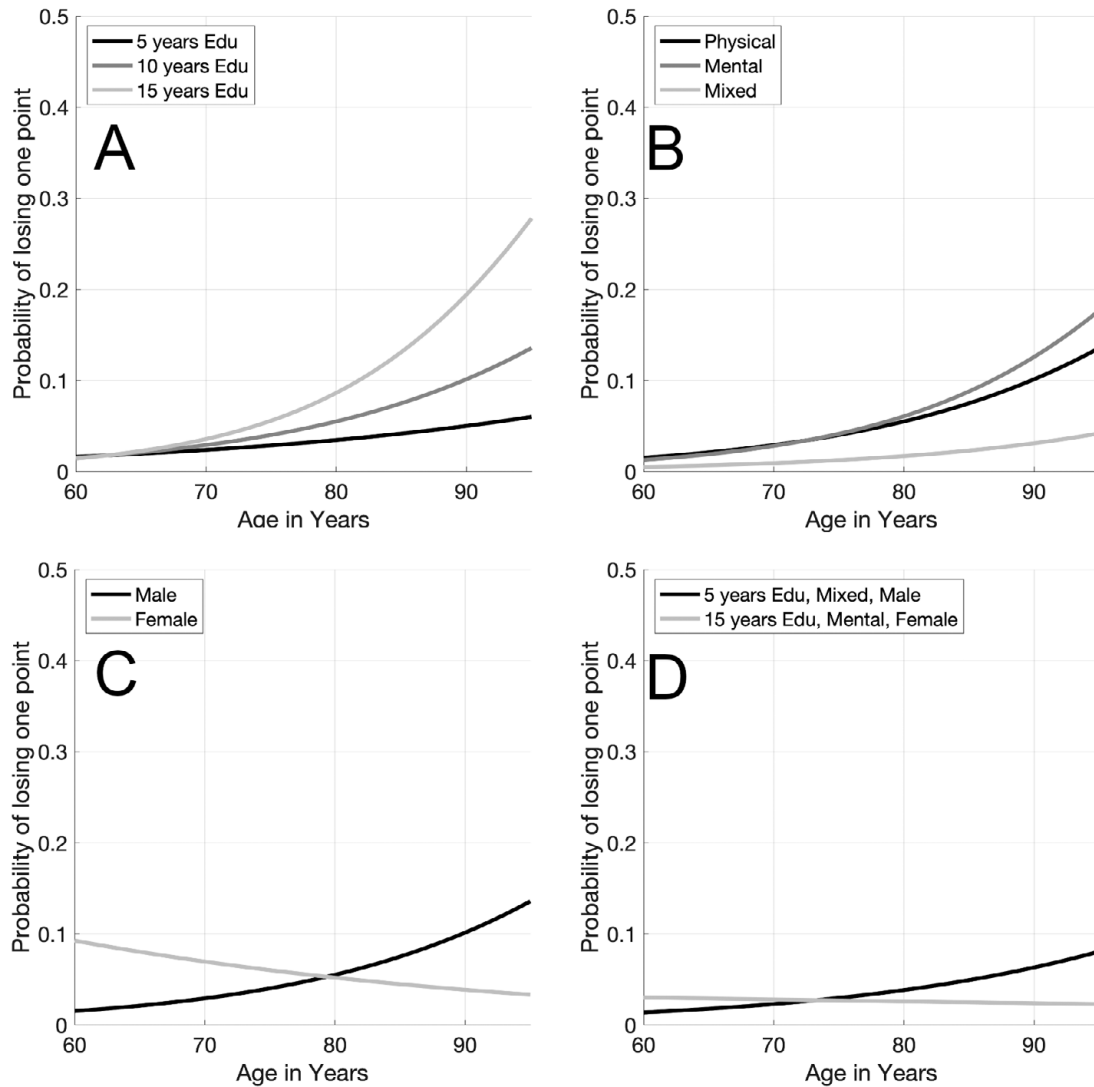 0.5
5 years Edu
10 years Edu
15 years Edu
0.4
A
0.3
0.2
0.1
0
60
70
80
90
Probability of losing one point
Age in Years
0.5
Physical
Mental
Mixed
0.4
B
0.3
0.2
0.1
0
60
70
80
90
Probability of losing one point
Age in Years
0.5
Male
Female
0.4
C
0.3
0.2
0.1
0
60
70
80
90
Probability of losing one point
Age in Years
0.5
5 years Edu, Mixed, Male
15 years Edu, Mental, Female
0.4
D
0.3
0.2
0.1
0
60
70
80
90
Probability of losing one point
Age in Years